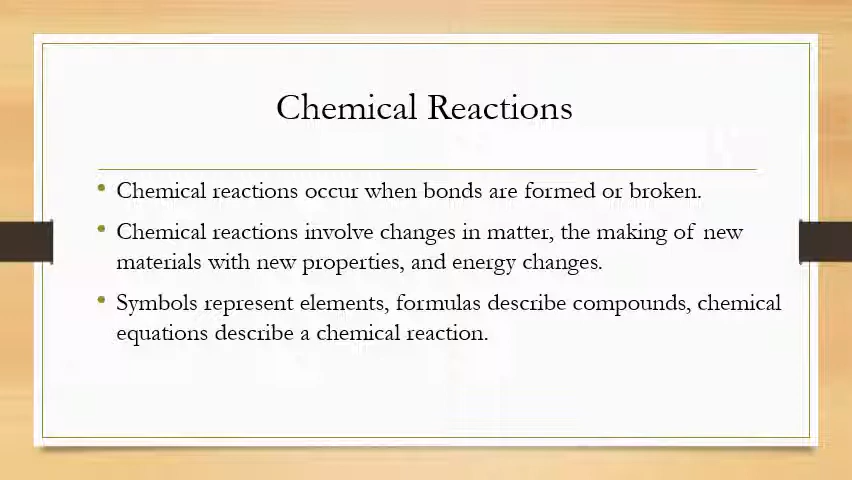 Chemical Reactions
• Chemical reactions occur when bonds are formed or broken.
• Chemical reactions involve changes in matter, the making of new
materials with new properties, and energy changes.
• Symbols represent elements, formulas describe compounds, chemical
equations describe a chemical reaction.